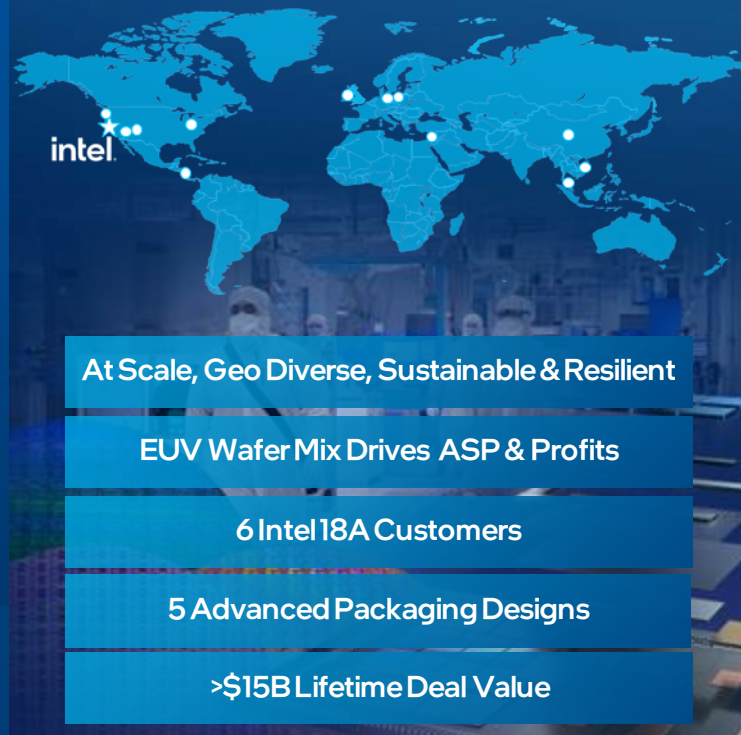 intel.
At Scale, Geo Diverse, Sustainable & Resilient
EUV Wafer Mix Drives ASP & Profits
6 Intel 18A Customers
5 Advanced Packaging Designs
>$15B Lifetime Deal Value